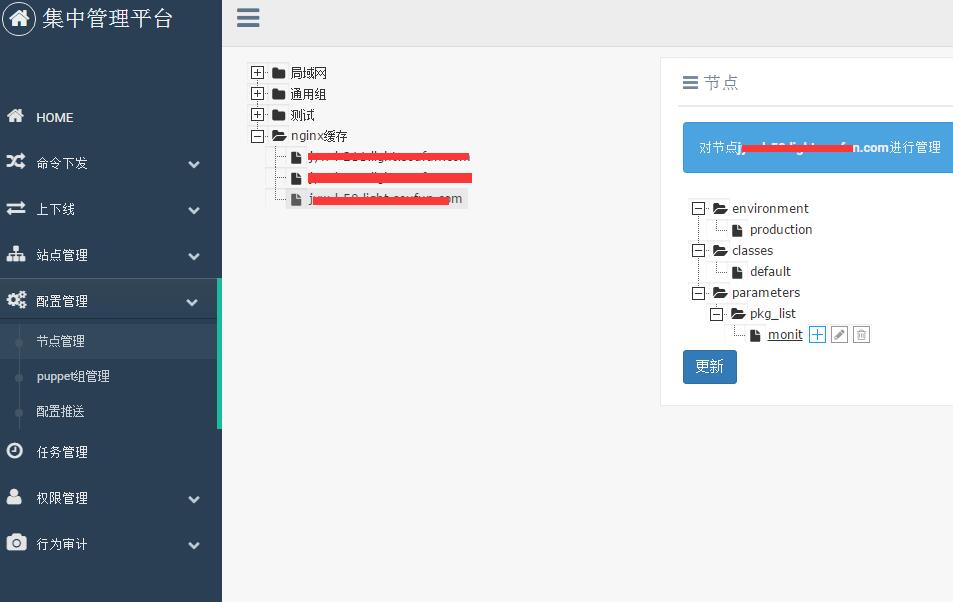 集中管理平台
HOME
命令下发
上下线
站点管理
配置管理
节点管理
puppet组管理
配置推送
任务管理
权限管理
行为审计
局域网
通用组
测试
nginx缓存
节点
对节点 .com进行管理
environment
production
classes
default
parameters
pkg_list
monit
更新